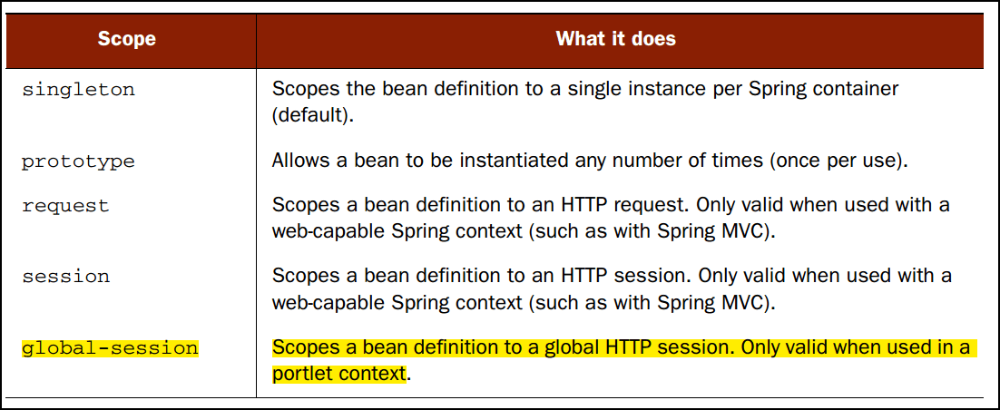 Scope What it does
singleton Scopes the bean definition to a single instance per Spring container
(default).
prototype Allows a bean to be instantiated any number of times (once per use).
request Scopes a bean definition to an HTTP request. Only valid when used with a
web-capable Spring context (such as with Spring MVC).
session Scopes a bean definition to an HTTP session. Only valid when used with a
web-capable Spring context (such as with Spring MVC).
global-session Scopes a bean definition to a global HTTP session. Only valid when used in a
portlet context.